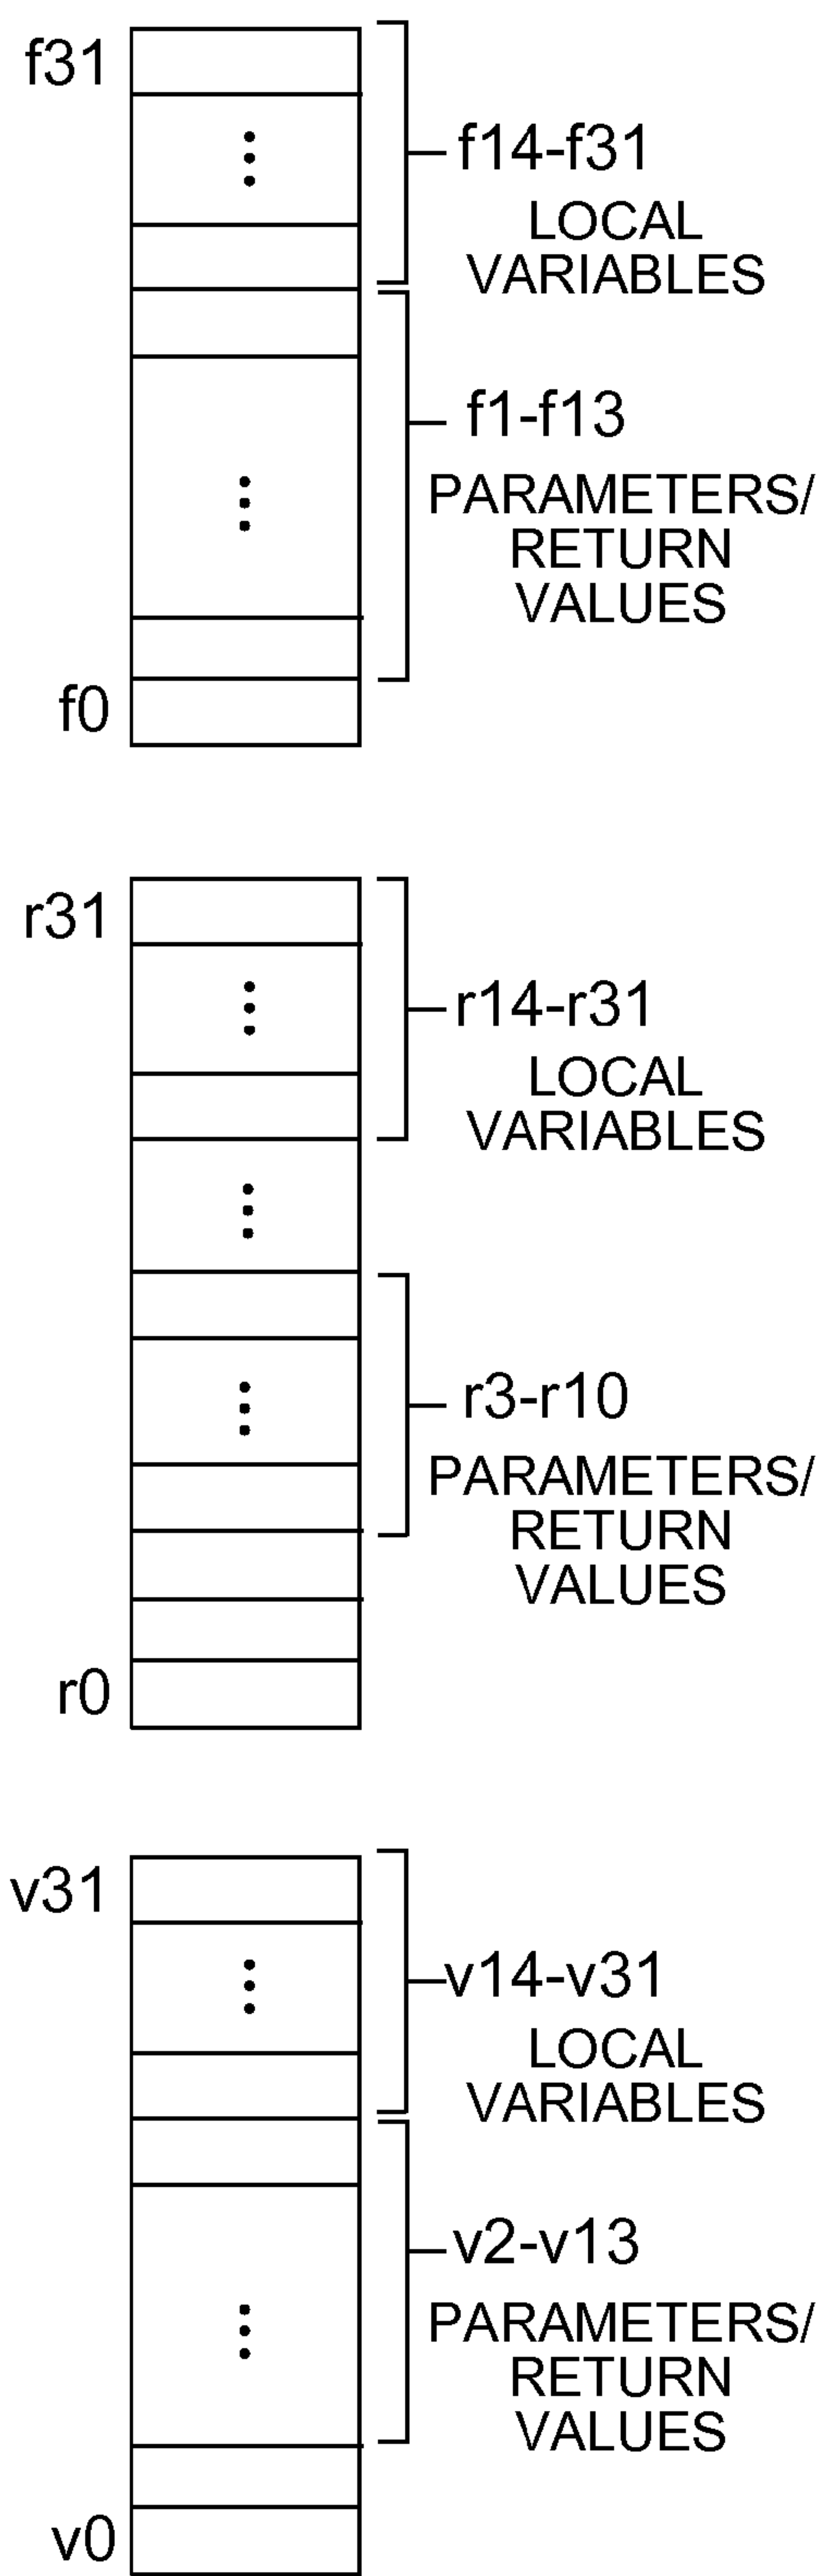 f31
f14-f31
LOCAL
VARIABLES
f1-f13
PARAMETERS/
RETURN
VALUES
f0
r31
r14-r31
LOCAL
VARIABLES
r3-r10
PARAMETERS/
RETURN
VALUES
r0
v31
v14-v31
LOCAL
VARIABLES
v2-v13
PARAMETERS/
RETURN
VALUES
v0